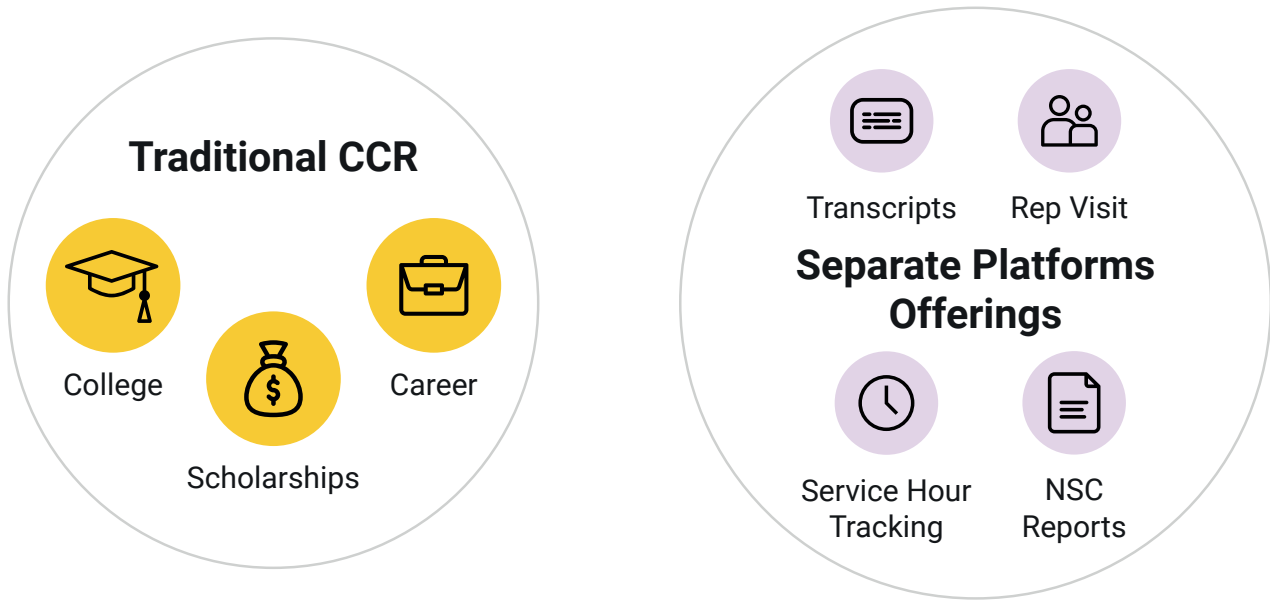 Traditional CCR
College
Career
Scholarships
$
Transcripts
Rep Visit
Separate Platforms
Offerings
Service Hour
Tracking
NSC
Reports